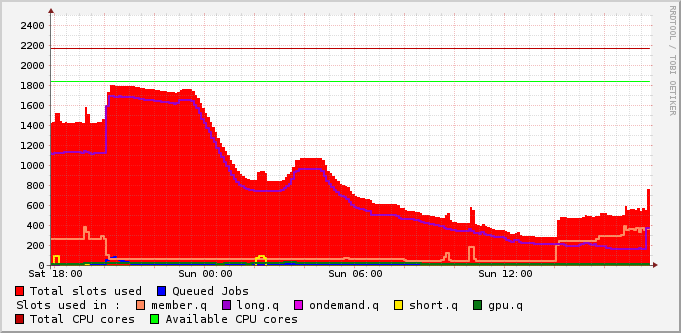 RRDTOOL / TOBI OETIKER
2400
2200
2000
1800
1600
1400
1200
1000
800
600
400
200
0
Sat 18:00 Sun 00:00 Sun 06:00 Sun 12:00
Total slots used Queued Jobs
Slots used in : member.q long.q ondemand.q short.q gpu.q
Total CPU cores Available CPU cores